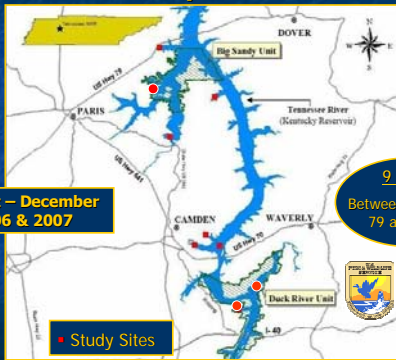 DOVER
Big Sandy Unit
US Hwy 79
Tennessee River
(Kentucky Reservoir)
PARIS
US Hwy 641
– December
06 & 2007
9
Between
79 a
CAMDEN
WAVERLY
US Hwy 70
Duck River Unit
I-40
Study Sites
N
W
E
S